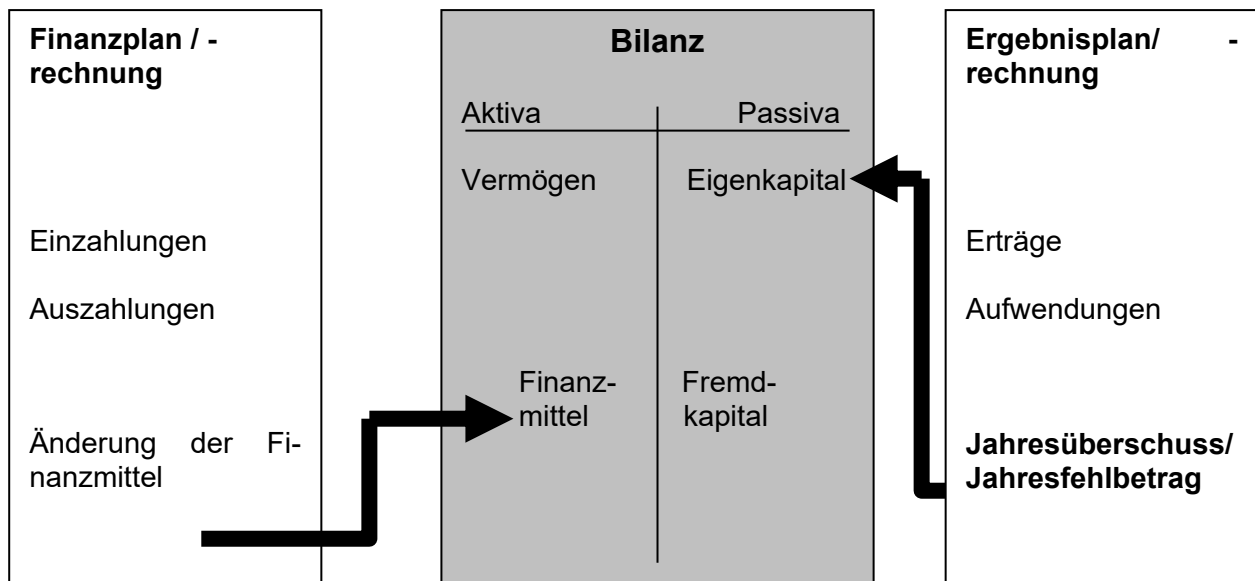 Finanzplan / -
rechnung
Einzahlungen
Auszahlungen
Änderung der Fi-
nanzmittel
Bilanz
Aktiva Passiva
Vermögen Eigenkapital
Finanz- Fremd-
mittel kapital
Ergebnisplan/ -
rechnung
Erträge
Aufwendungen
Jahresüberschuss/
Jahresfehlbetrag